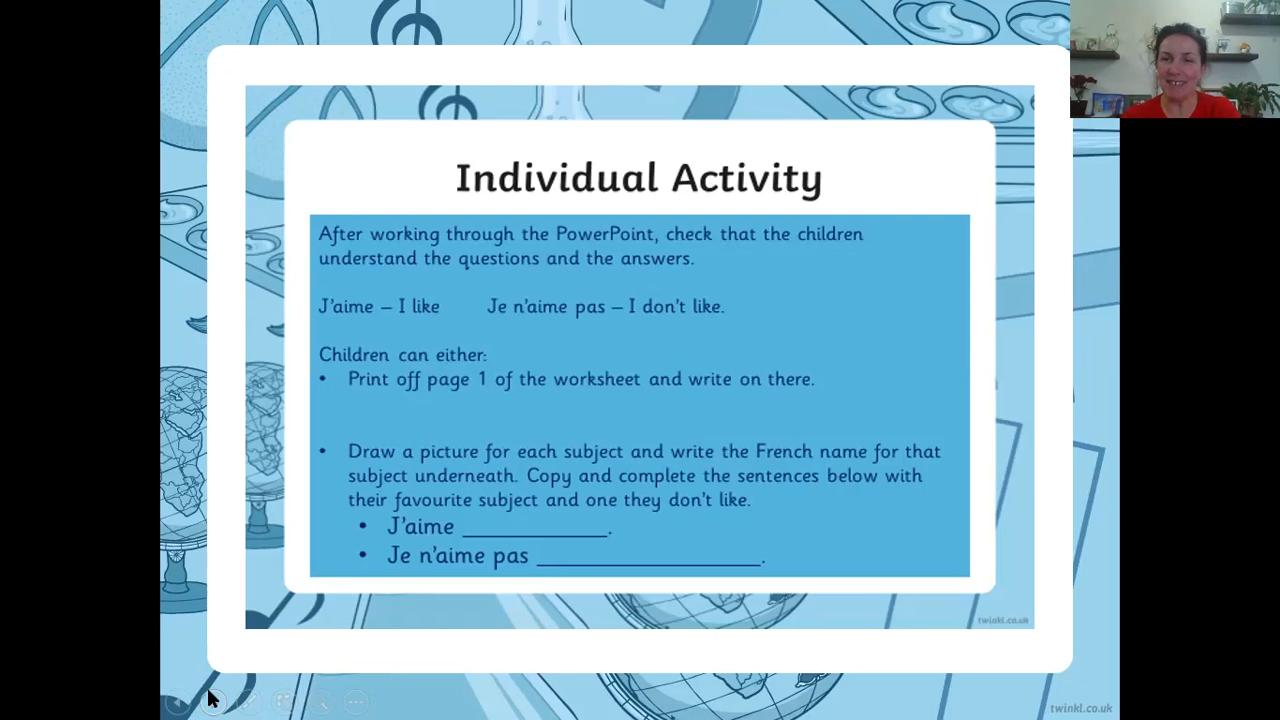 Individual Activity
After working through the PowerPoint, check that the children
understand the questions and the answers.
J'aime – I like Je n'aime pas – I don't like.
Children can either:
• Print off page 1 of the worksheet and write on there.
• Draw a picture for each subject and write the French name for that
subject underneath. Copy and complete the sentences below with
their favourite subject and one they don't like.
• J'aime ____________.
• Je n'aime pas ___________________.
twinkl.co.uk
twinkl.co.uk